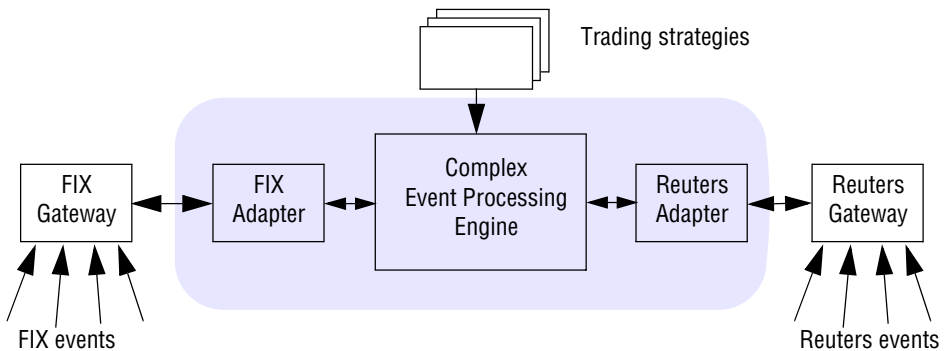 Trading strategies
FIX
Gateway
FIX
Adapter
Complex
Event Processing
Engine
Reuters
Adapter
Reuters
Gateway
FIX events
Reuters events